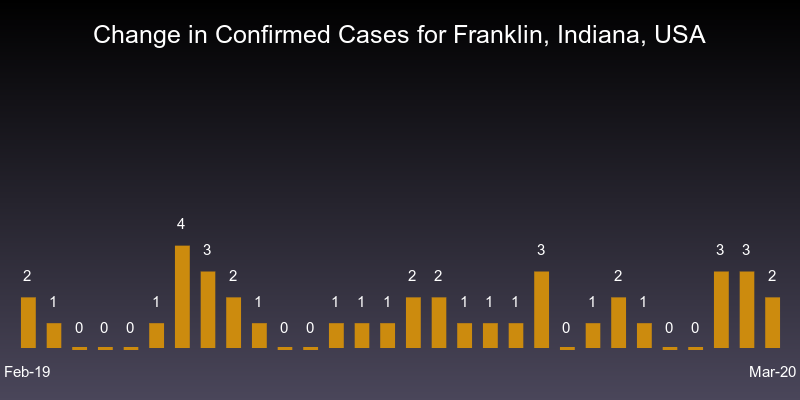 Change in Confirmed Cases for Franklin, Indiana, USA
4
3 3 3 3
2 2 2 2 2 2
1 1 1 1 1 1 1 1 1 1 1
0 0 0 0 0 0 0 0
Feb-19 Mar-20